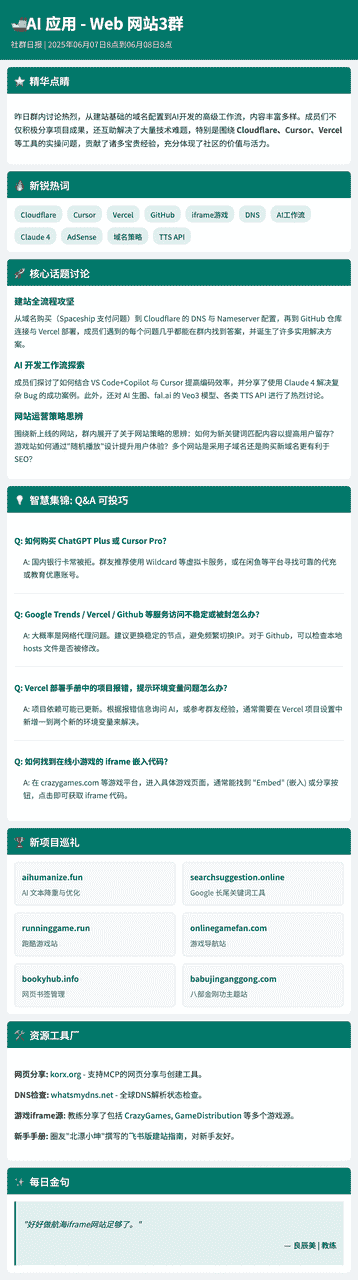 AI 应用 - Web 网站3群
社群日报 | 2025年06月07日8点到06月08日8点
精华点睛
昨日群内讨论热烈，从建站基础的域名配置到AI开发的高级工作流，内容丰富多样。成员们不
仅积极分享项目成果，还互助解决了大量技术难题，特别是围绕 Cloudflare、Cursor、Vercel
等工具的实操问题，贡献了诸多宝贵经验，充分体现了社区的价值与活力。
新锐热词
Cloudflare Cursor Vercel GitHub iframe游戏 DNS AI工作流
Claude 4 AdSense 域名策略 TTS API
核心话题讨论
建站全流程攻坚
从域名购买（Spaceship 支付问题）到 Cloudflare 的 DNS 与 Nameserver 配置，再到 GitHub 仓库
连接与 Vercel 部署，成员们遇到的每个问题几乎都能在群内找到答案，并诞生了许多实用解决方
案。
AI 开发工作流探索
成员们探讨了如何结合 VS Code+Copilot 与 Cursor 提高编码效率，并分享了使用 Claude 4 解决复
杂 Bug 的成功案例。此外，还对 AI 生图、fal.ai 的 Veo3 模型、各类 TTS API 进行了热烈讨论。
网站运营策略思辨
围绕新上线的网站，群内展开了关于网站策略的思辨：如何为新关键词匹配内容以提高用户留存？
游戏站如何通过"随机播放"设计提升用户体验？多个网站是采用子域名还是购买新域名更有利于
SEO？
智慧集锦: Q&A 可投巧
Q: 如何购买 ChatGPT Plus 或 Cursor Pro？
A: 国内银行卡常被拒。群友推荐使用 Wildcard 等虚拟卡服务，或在闲鱼等平台寻找可靠的代充
或教育优惠账号。
Q: Google Trends / Vercel / Github 等服务访问不稳定或被封怎么办？
A: 大概率是网络代理问题。建议更换稳定的节点，避免频繁切换IP。对于 Github，可以检查本地
hosts 文件是否被修改。
Q: Vercel 部署手册中的项目报错，提示环境变量问题怎么办？
A: 项目依赖可能已更新。根据报错信息询问 AI，或参考群友经验，通常需要在 Vercel 项目设置中
新增一到两个新的环境变量来解决。
Q: 如何找到在线小游戏的 iframe 嵌入代码？
A: 在 crazygames.com 等游戏平台，进入具体游戏页面，通常能找到 "Embed" (嵌入) 或分享按
钮，点击即可获取 iframe 代码。
新项目巡礼
aihumanize.fun
AI 文本降重与优化
searchsuggestion.online
Google 长尾关键词工具
runninggame.run
跑酷游戏站
onlinegamefan.com
游戏导航站
bookyhub.info
网页书签管理
babujinganggong.com
八部金刚功主题站
资源工具厂
网页分享: korx.org - 支持MCP的网页分享与创建工具。
DNS检查: whatsmydns.net - 全球DNS解析状态检查。
游戏iframe源: 教练分享了包括 CrazyGames, GameDistribution 等多个游戏源。
新手手册: 圈友"北漂小坤"撰写的飞书版建站指南，对新手友好。
每日金句
"好好做航海iframe网站足够了。"
— 良辰美 | 教练